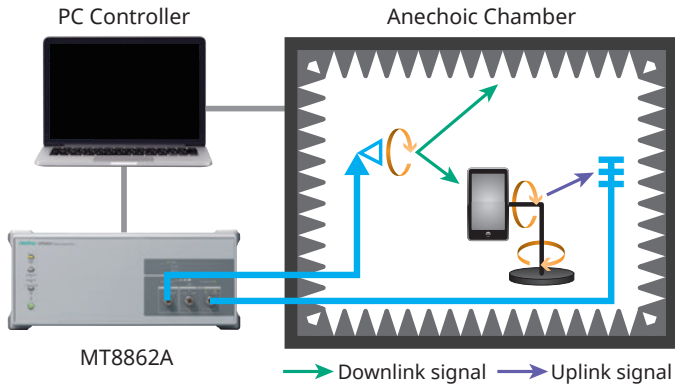 PC Controller
Anechoic Chamber
MT8862A
Downlink signal
Uplink signal